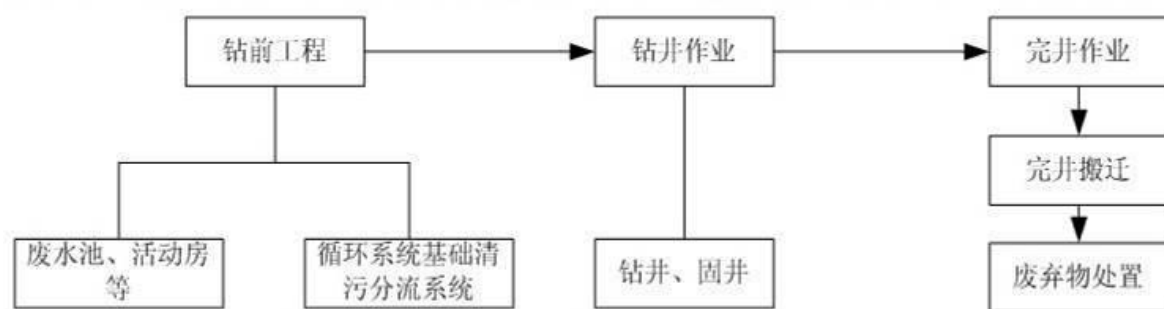 钻前工程
钻井作业
完井作业
完井搬迁
废水池、活动房
等
循环系统基础清
污分流系统
钻井、固井
废弃物处置